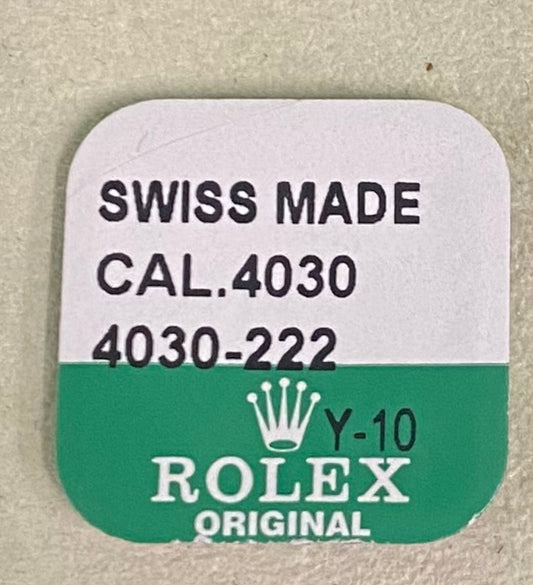 SWISS MADE
CAL.4030
4030-222
Y-10
ROLEX
ORIGINAL